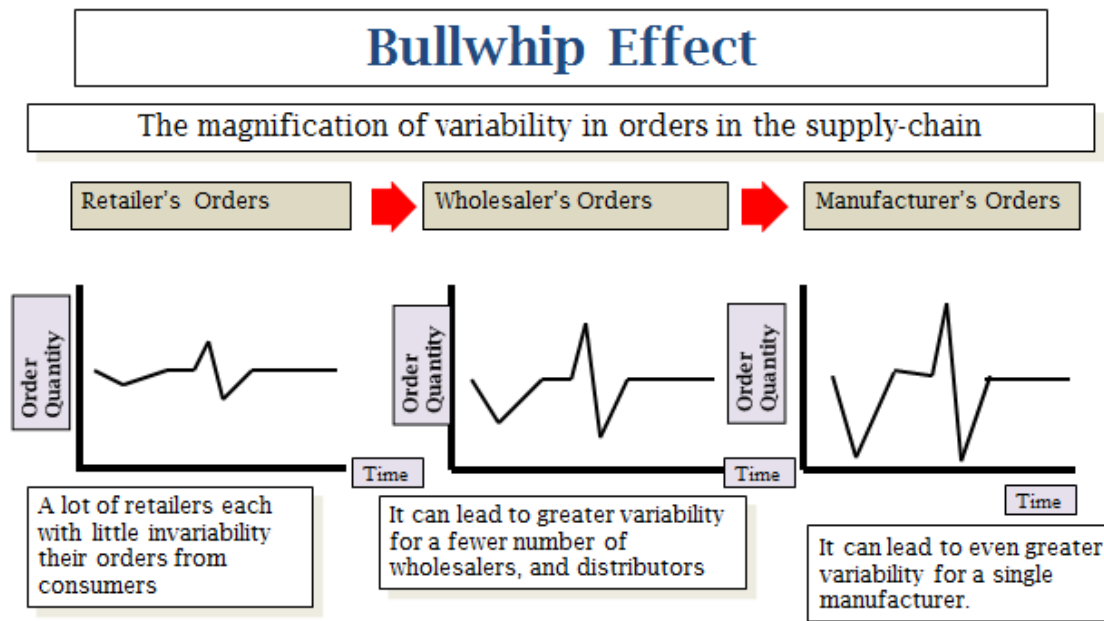 Bullwhip Effect
The magnification of variability in orders in the supply-chain
Retailer's Orders
Wholesaler's Orders
Manufacturer's Orders
Order
Quantity
Time
Order
Quantity
Time
Order
Quantity
Time
A lot of retailers each
with little invariability
their orders from
consumers
It can lead to greater variability
for a fewer number of
wholesalers, and distributors
It can lead to even greater
variability for a single
manufacturer.